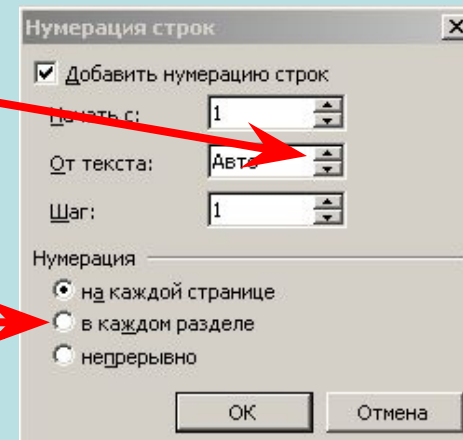 Нумерация строк
Добавить нумерацию строк
Начать с: 1
От текста: Авто
Шаг: 1
Нумерация
на каждой странице
в каждом разделе
непрерывно
ОК Отмена